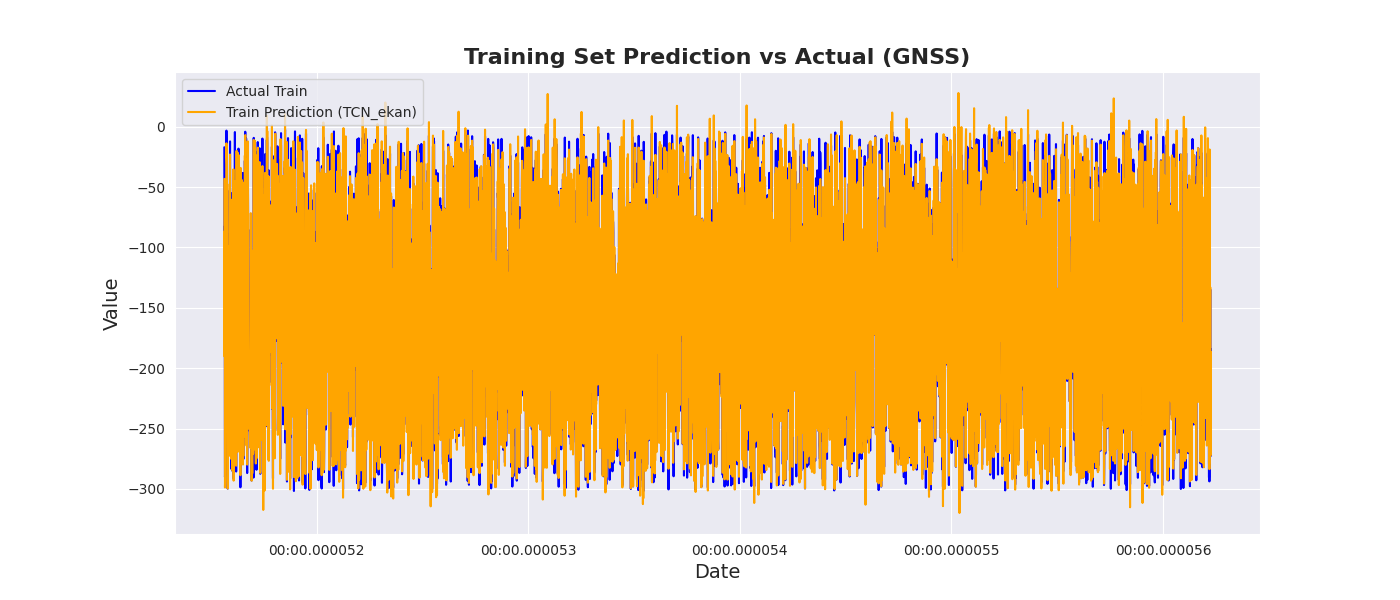 Training Set Prediction vs Actual (GNSS)
Actual Train
Train Prediction (TCN_ekan)
Value
0
−50
−100
−150
−200
−250
−300
00:00.000052 00:00.000053 00:00.000054 00:00.000055 00:00.000056
Date